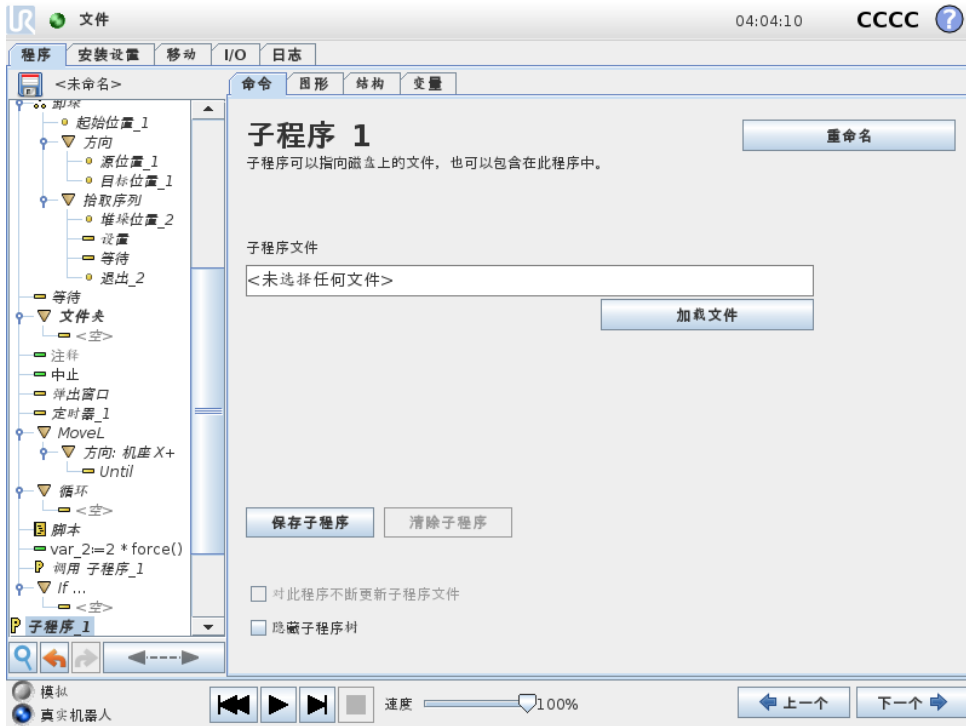 文件
04:04:10
CCCC
?
程序 安装设置 移动 I/O 日志
<未命名>
命令 图形 结构 变量
卸垛
起始位置_1
方向
源位置_1
目标位置_1
拾取序列
堆垛位置_2
设置
等待
退出_2
等待
文件夹
<空>
注释
中止
弹出窗口
定时器_1
MoveL
方向: 机座 X+
Until
循环
<空>
脚本
var_2:=2 * force()
调用 子程序_1
If ...
<空>
子程序_1
子程序 1
重命名
子程序可以指向磁盘上的文件，也可以包含在此程序中。
子程序文件
<未选择任何文件>
加载文件
保存子程序 清除子程序
对此程序不断更新子程序文件
隐藏子程序树
模拟
真实机器人
速度 100%
上一个 下一个